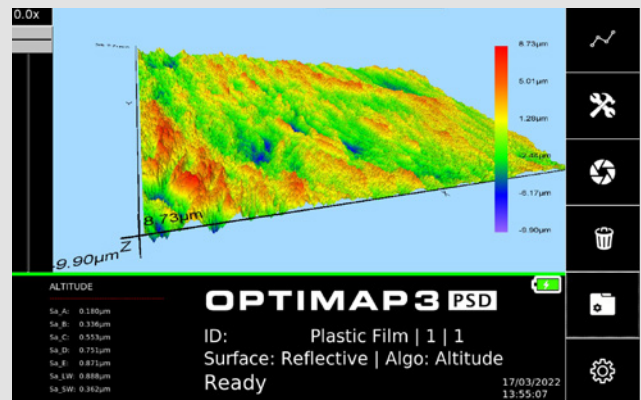 0.0x
8.73µm
5.01µm
1.28µm
-2.46µm
-6.17µm
-9.90µm
Y
X
8.73µm
Z
-9.90µm
ALTITUDE
Sa_A: 0.180µm
Sa_B: 0.336µm
Sa_C: 0.553µm
Sa_D: 0.751µm
Sa_E: 0.871µm
Sa_LW: 0.888µm
Sa_SW: 0.362µm
OPTIMAP3 PSD
ID: Plastic Film | 1 | 1
Surface: Reflective | Algo: Altitude
Ready
17/03/2022
13:55:07